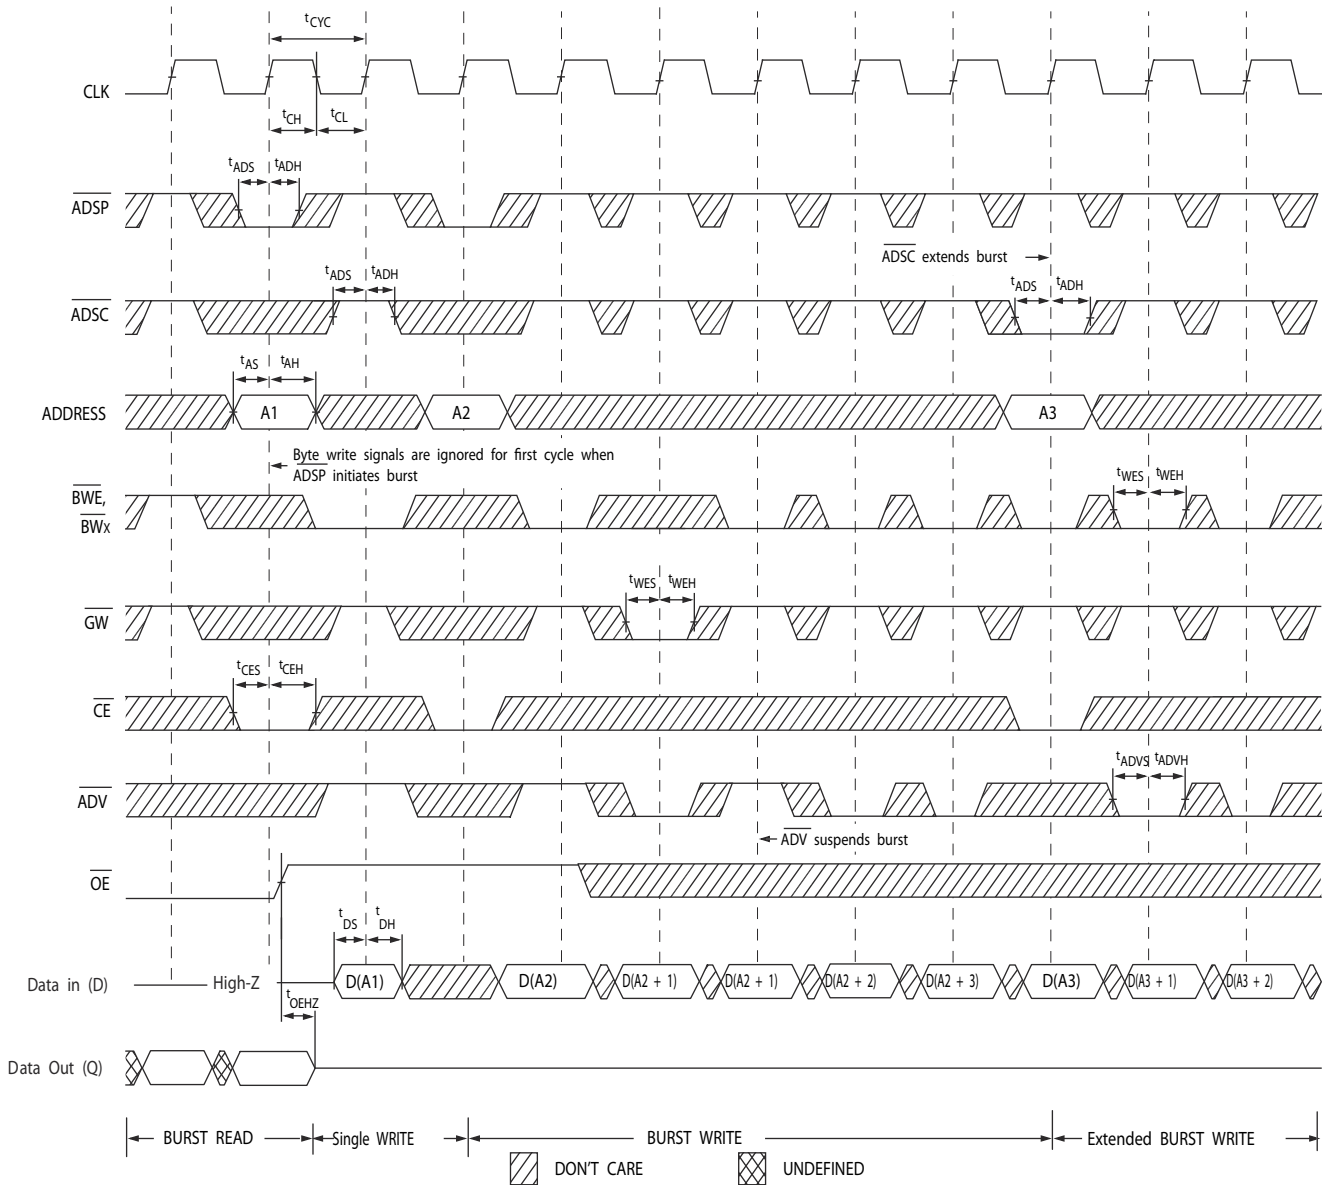 tCYC
CLK
tCH tCL
tADS tADH
ADSP
ADSC extends burst
tADS tADH
tADS tADH
ADSC
tAS tAH
ADDRESS A1 A2 A3
Byte write signals are ignored for first cycle when
ADSP initiates burst
BWE,
BWx
tWES tWEH
tWES tWEH
GW
tCES tCEH
CE
tADVS tADVH
ADV
ADV suspends burst
OE
tDS tDH
Data in (D) High-Z D(A1) D(A2) D(A2 + 1) D(A2 + 1) D(A2 + 2) D(A2 + 3) D(A3) D(A3 + 1) D(A3 + 2)
tOEHZ
Data Out (Q)
BURST READ Single WRITE BURST WRITE Extended BURST WRITE
DON'T CARE UNDEFINED